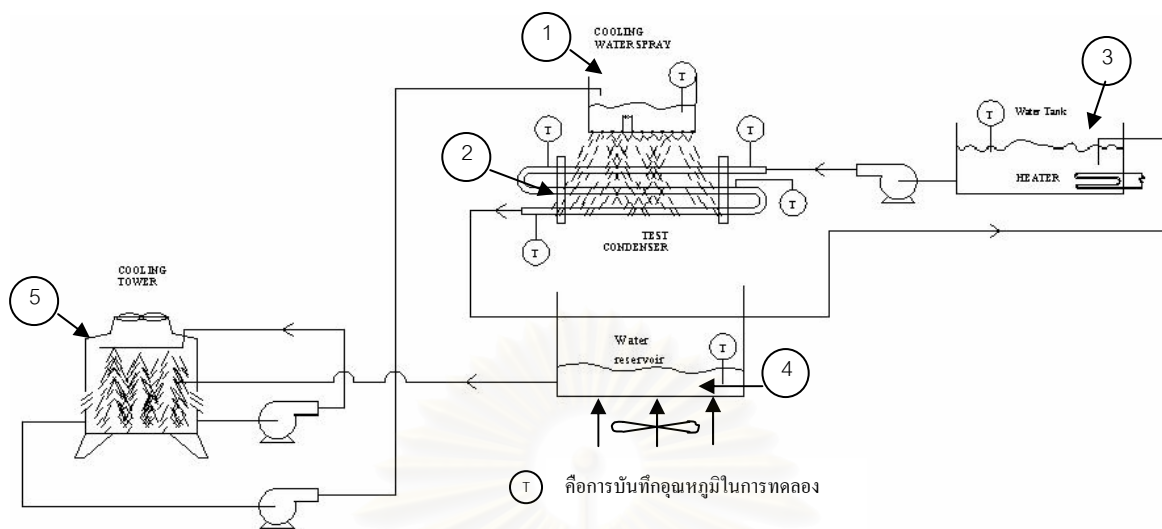 1
COOLING
WATER SPRAY
T
3
T
Water Tank
T
T
2
HEATER
T
TEST
CONDENSER
T
COOLING
TOWER
5
Water
reservoir
T
4
T คือการบันทึกอุณหภูมิในการทดลอง